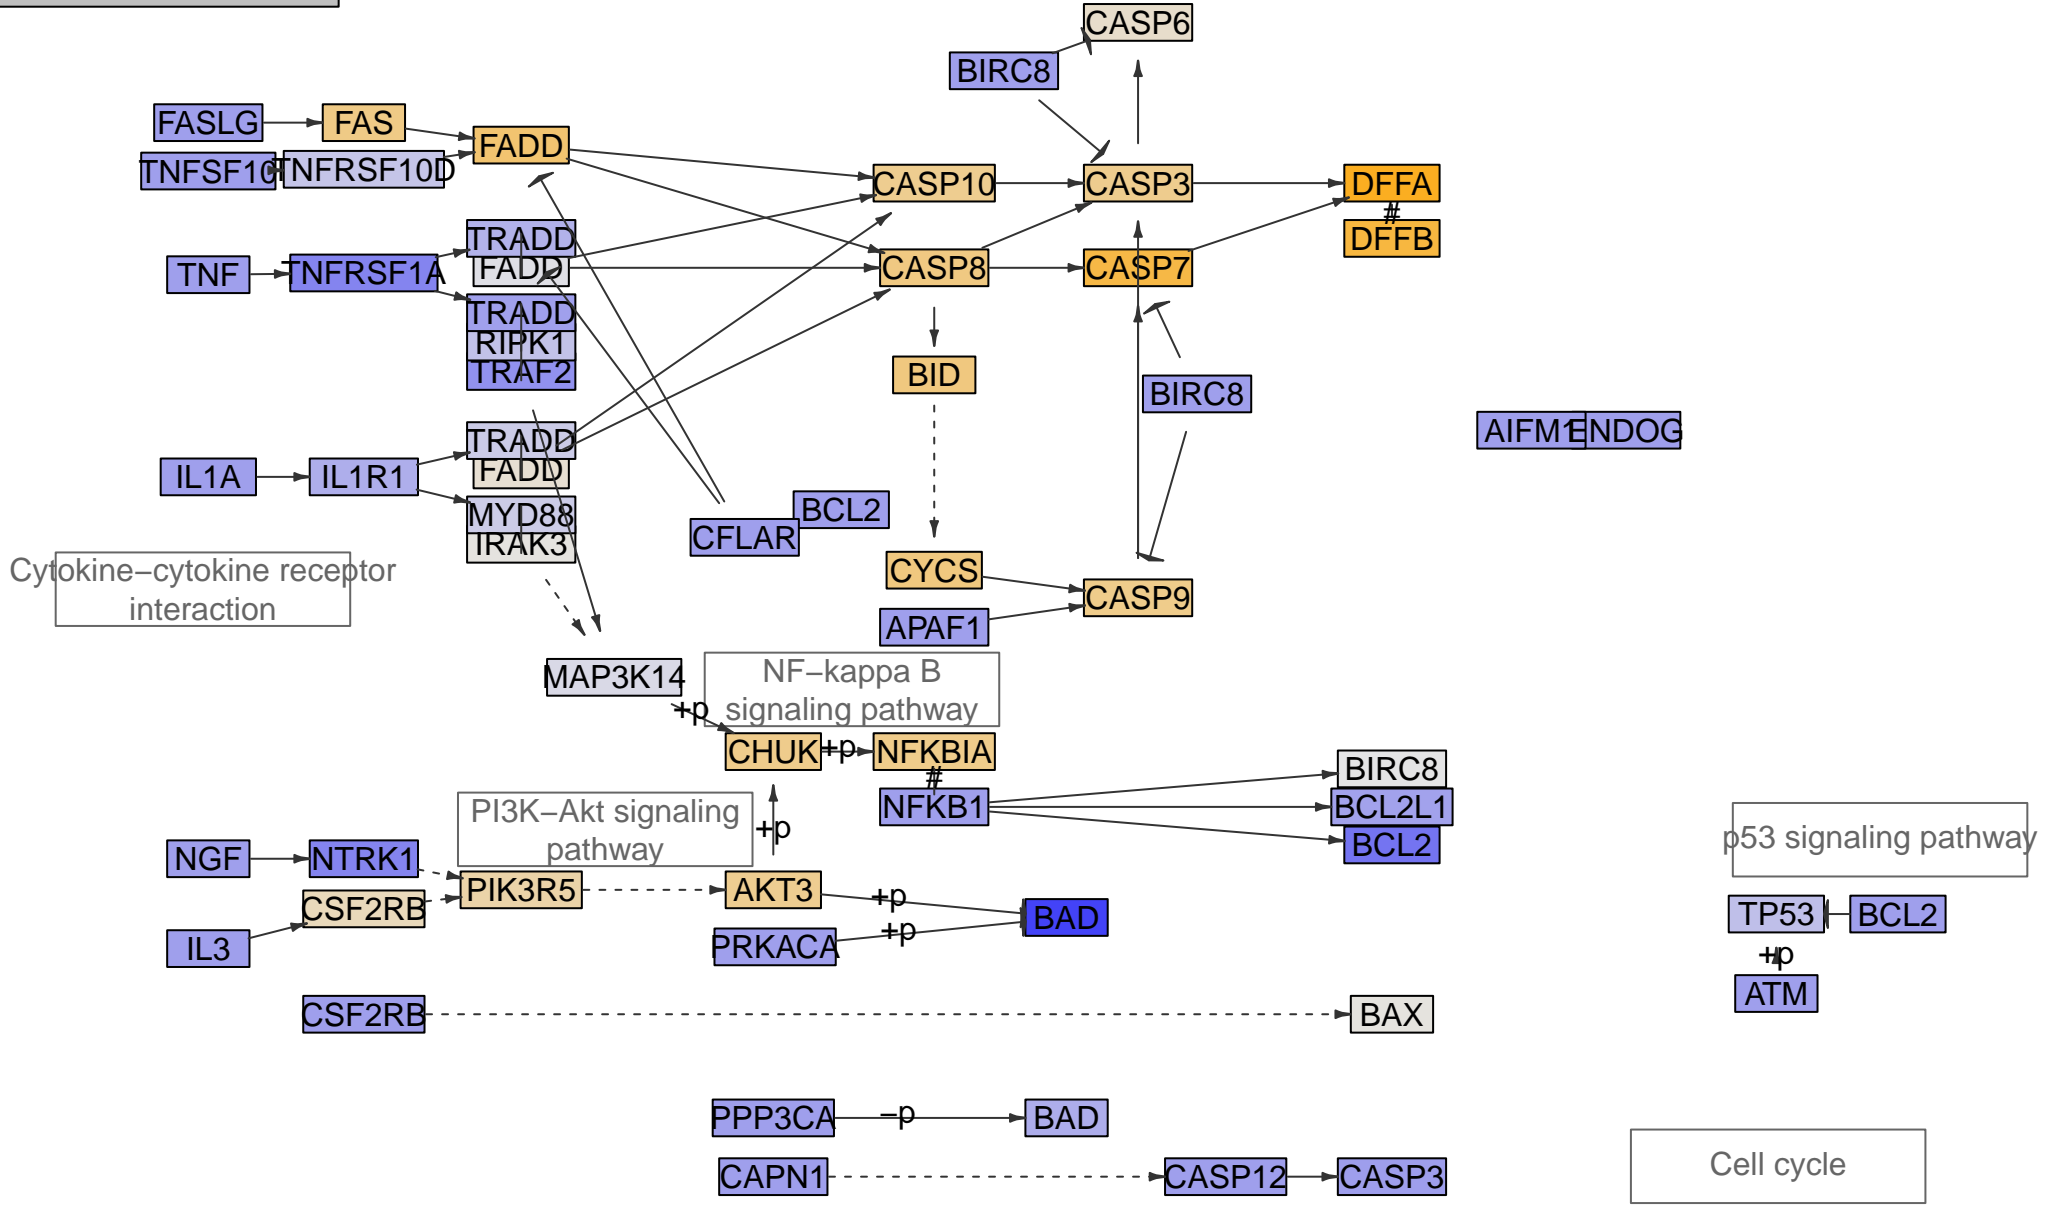 CASP6
BIRC8
FASLG
FAS
FADD
TNFSF10
TNFRSF10D
CASP10
CASP3
DFFA
#
DFFB
TRADD
FADD
TNF
TNFRSF1A
CASP8
CASP7
TRADD
RIPK1
TRAF2
BID
BIRC8
AIFM1
ENDOG
TRADD
FADD
IL1A
IL1R1
MYD88
IRAK3
BCL2
CFLAR
Cytokine−cytokine receptor
interaction
CYCS
CASP9
APAF1
MAP3K14
NF−kappa B
signaling pathway
+p
CHUK
+p
NFKBIA
#
NFKB1
BIRC8
BCL2L1
BCL2
PI3K−Akt signaling
pathway
+p
p53 signaling pathway
NGF
NTRK1
PIK3R5
AKT3
+p
CSF2RB
BAD
TP53
BCL2
IL3
PRKACA
+p
+p
ATM
CSF2RB
BAX
PPP3CA
−p
BAD
CAPN1
CASP12
CASP3
Cell cycle